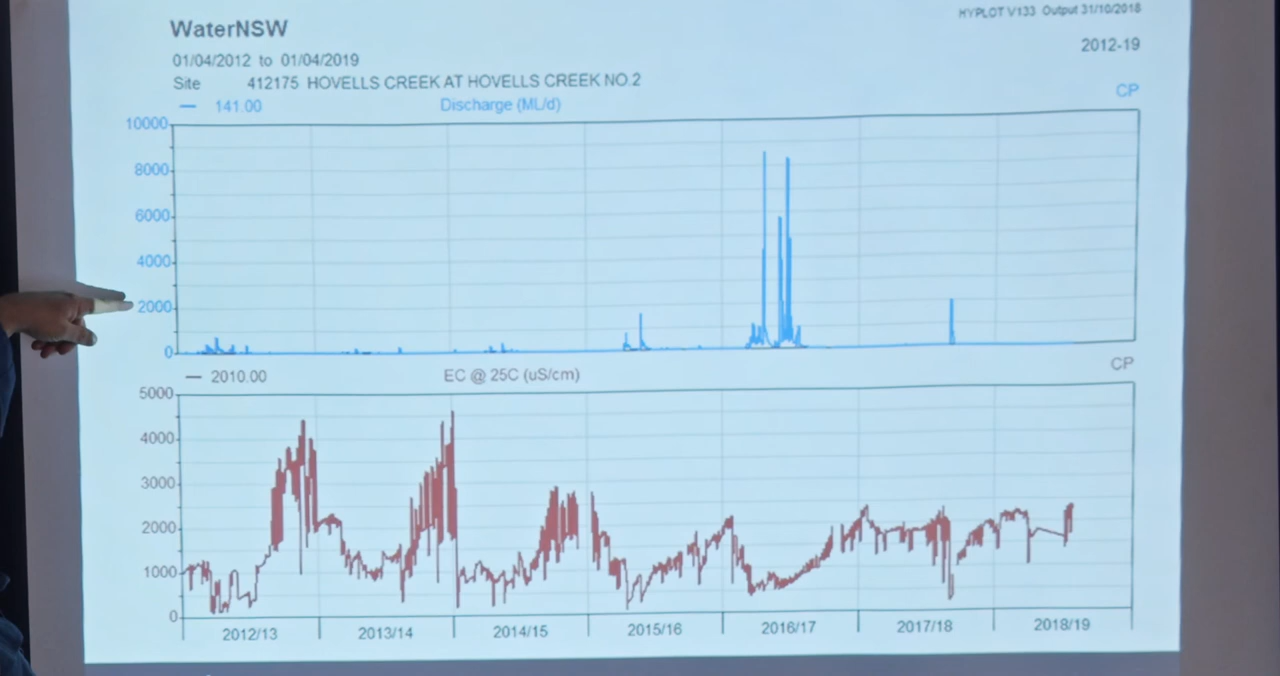 HYPLOT V133 Output 31/10/2018
WaterNSW
2012-19
01/04/2012 to 01/04/2019
Site 412175 HOVELLS CREEK AT HOVELLS CREEK NO.2
CP
141.00 Discharge (ML/d)
10000
8000
6000
4000
2000
0
CP
2010.00 EC @ 25C (uS/cm)
5000
4000
3000
2000
1000
0
2012/13 2013/14 2014/15 2015/16 2016/17 2017/18 2018/19